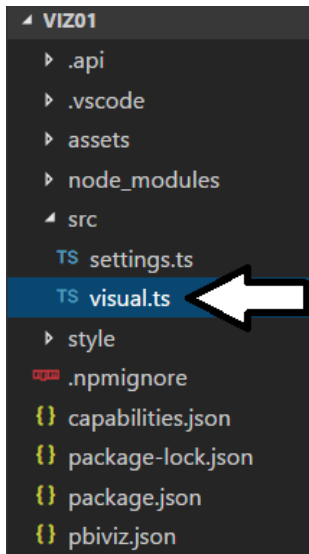 VIZ01
.api
.vscode
assets
node_modules
src
TS settings.ts
TS visual.ts
style
npm .npmignore
{} capabilities.json
{} package-lock.json
{} package.json
{} pbiviz.json